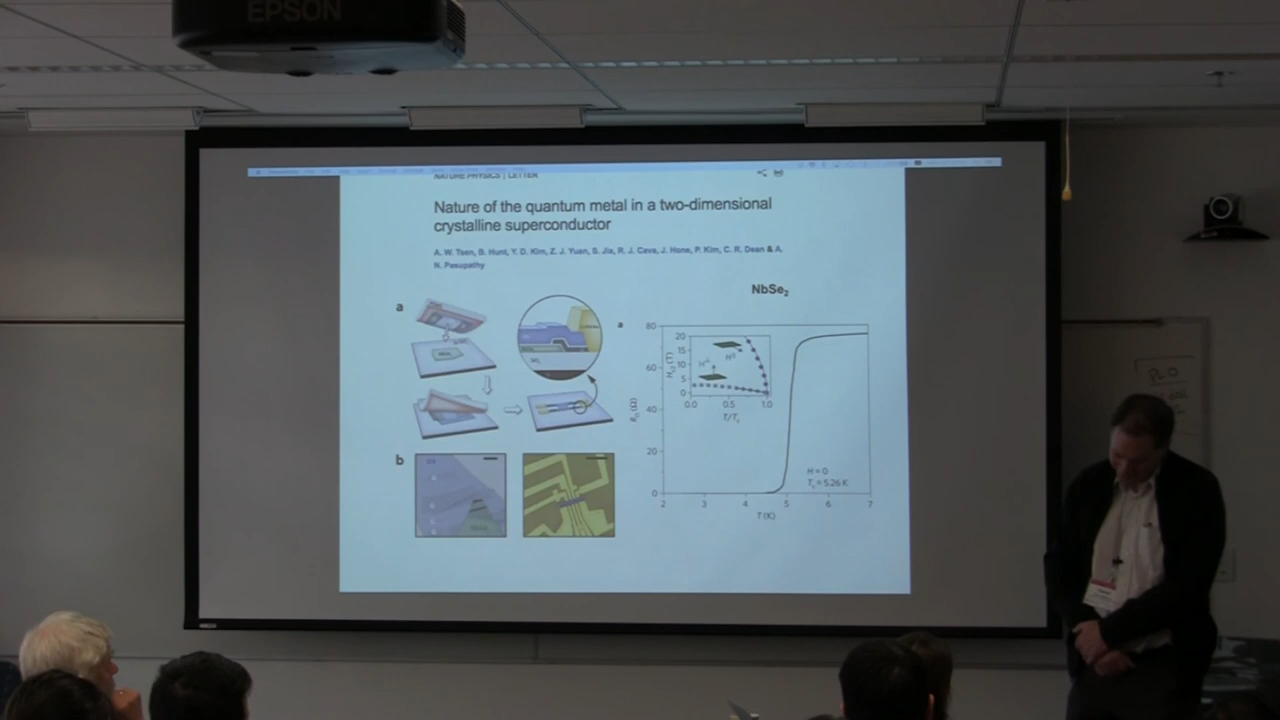 EPSON
NATURE PHYSICS | LETTER
Nature of the quantum metal in a two-dimensional
crystalline superconductor
A. W. Tsen, B. Hunt, Y. D. Kim, Z. J. Yuan, S. Jia, R. J. Cava, J. Hone, P. Kim, C. R. Dean & A.
N. Pasupathy
NbSe2
a
a
80
60
40
20
0
2
3
4
5
6
7
T (K)
20
15
10
5
0
0.0
0.5
1.0
T/Tc
Hc2 (T)
H = 0
Tc = 5.26 K
b